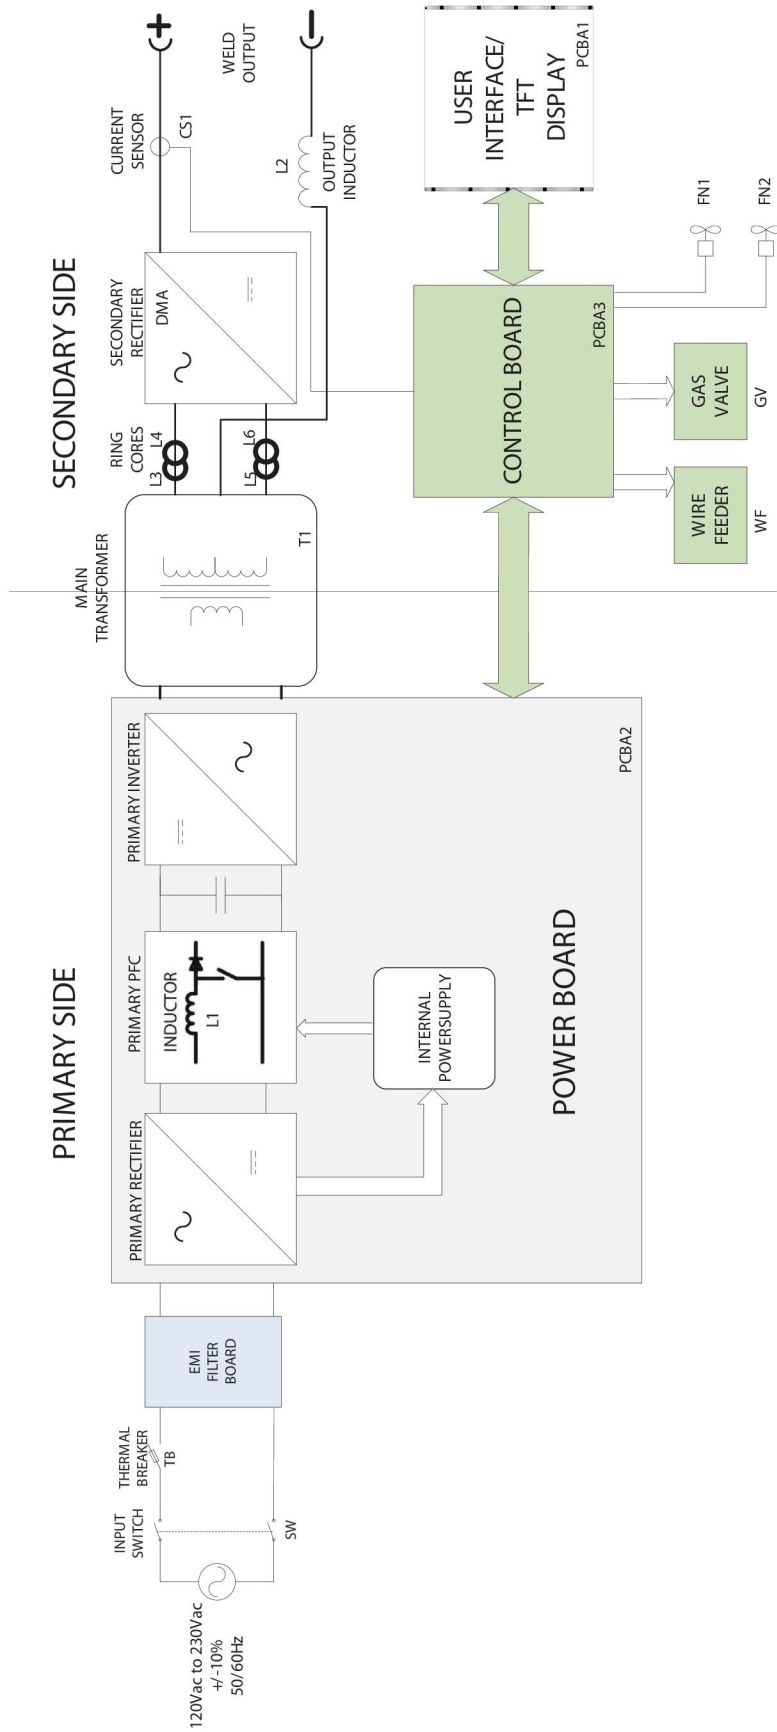 PRIMARY SIDE
SECONDARY SIDE
120Vac to 230Vac
+/-10%
50/60Hz
INPUT
SWITCH
SW
THERMAL
BREAKER
TB
EMI
FILTER
BOARD
PRIMARY RECTIFIER
PRIMARY PFC
INDUCTOR
L1
PRIMARY INVERTER
INTERNAL
POWERSUPPLY
POWER BOARD
PCBA2
MAIN
TRANSFORMER
T1
RING
CORES
L3
L4
L5
L6
SECONDARY
RECTIFIER
DMA
CURRENT
SENSOR
CS1
+
WELD
OUTPUT
-
L2
OUTPUT
INDUCTOR
CONTROL BOARD
PCBA3
USER
INTERFACE/
TFT
DISPLAY
PCBA1
WIRE
FEEDER
WF
GAS
VALVE
GV
FN1
FN2